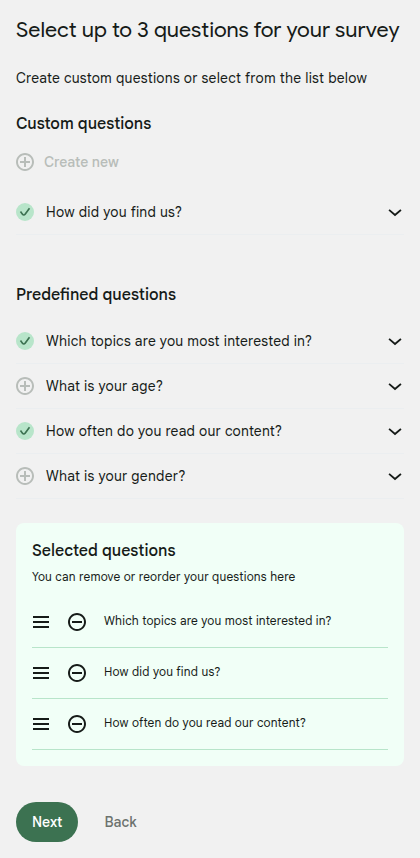 Select up to 3 questions for your survey
Create custom questions or select from the list below
Custom questions
Create new
How did you find us?
Predefined questions
Which topics are you most interested in?
What is your age?
How often do you read our content?
What is your gender?
Selected questions
You can remove or reorder your questions here
Which topics are you most interested in?
How did you find us?
How often do you read our content?
Next Back